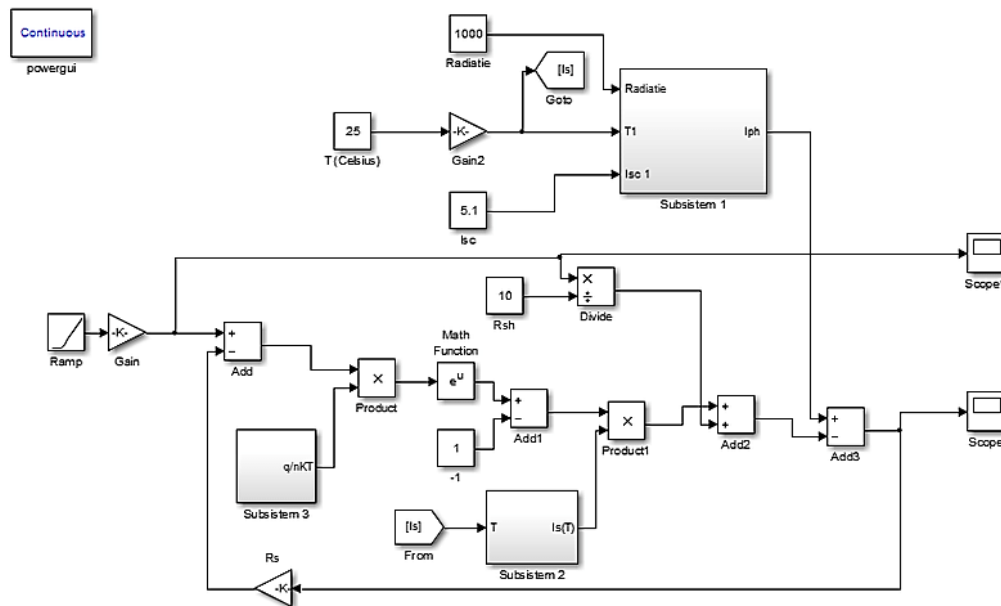 Continuous
powergui
1000
Radiatie
[Is]
Goto
25
T (Celsius)
-K-
Gain2
Radiatie
T1
Isc 1
Iph
Subsistem 1
5.1
Isc
Scope
10
Rsh
×
÷
Divide
Ramp
-K-
Gain
+
−
Add
×
Product
Math
Function
e^u
+
−
Add1
1
-1
×
Product1
+
+
Add2
+
−
Add3
Scope
q/nKT
Subsistem 3
[Is]
From
T
Is(T)
Subsistem 2
Rs
-K-